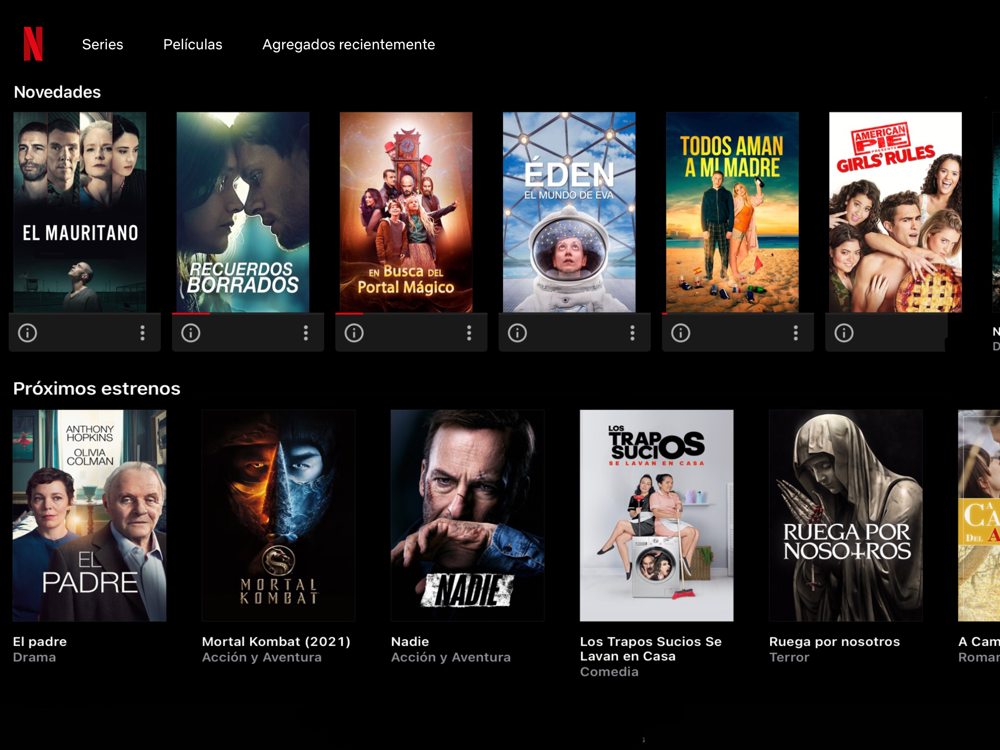 Series Películas Agregados recientemente
Novedades
EL MAURITANO
RECUERDOS
BORRADOS
EN Busca DEL
Portal Mágico
ÉDEN
EL MUNDO DE EVA
TODOS AMAN
A MI MADRE
AMERICAN
PIE
PRESENTS
GIRLS' RULES
N
D
Próximos estrenos
ANTHONY
HOPKINS
OLIVIA
COLMAN
EL
PADRE
MORTAL
KOMBAT
NADIE
LOS
TRAPOS
SUCIOS
SE LAVAN EN CASA
RUEGA POR
NOSOTROS
A
CA
DEL A
El padre
Drama
Mortal Kombat (2021)
Acción y Aventura
Nadie
Acción y Aventura
Los Trapos Sucios Se
Lavan en Casa
Comedia
Ruega por nosotros
Terror
A Cam
Roman
s